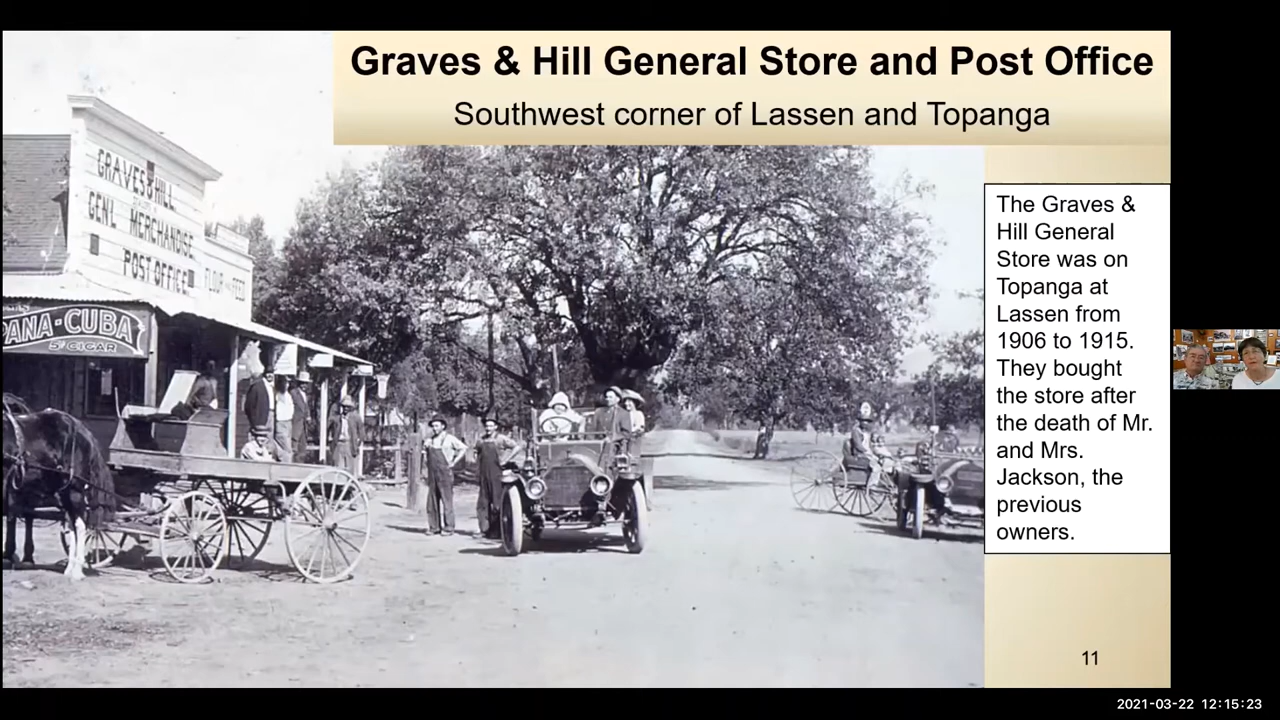 Graves & Hill General Store and Post Office
Southwest corner of Lassen and Topanga
GRAVES & HILL
GEN'L MERCHANDISE
POST OFFICE
FLOUR AND FEED
PANA-CUBA
5¢ CIGAR
The Graves &
Hill General
Store was on
Topanga at
Lassen from
1906 to 1915.
They bought
the store after
the death of Mr.
and Mrs.
Jackson, the
previous
owners.
11
2021-03-22 12:15:23